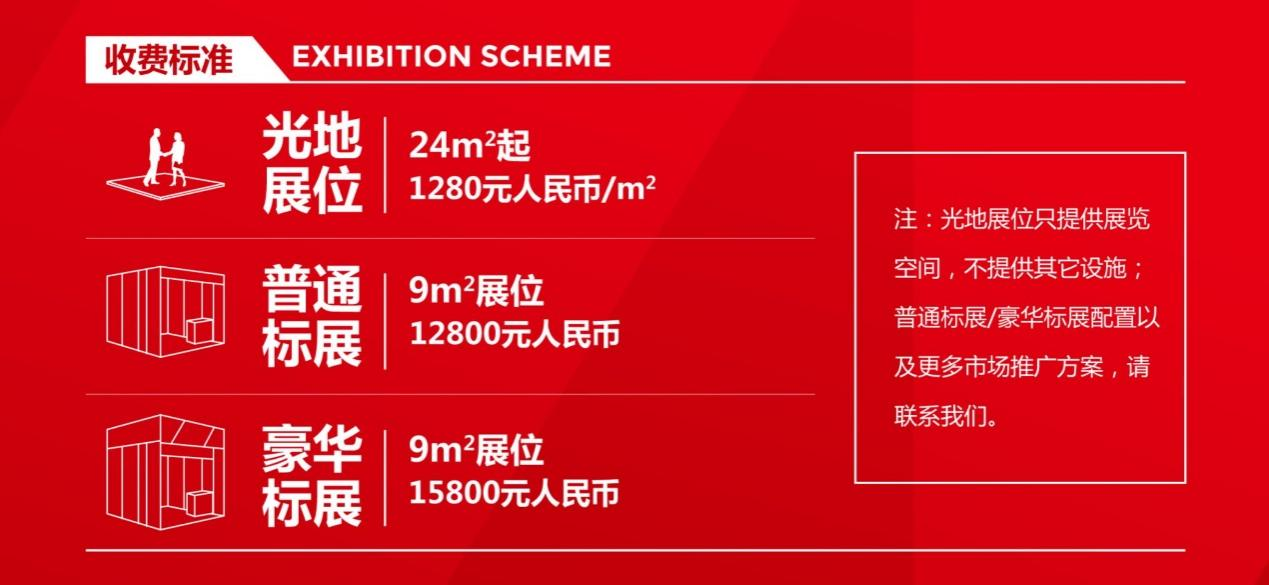 收费标准
EXHIBITION SCHEME
光地
展位
24m²起
1280元人民币/m²
普通
标展
9m²展位
12800元人民币
豪华
标展
9m²展位
15800元人民币
注：光地展位只提供展览
空间，不提供其它设施；
普通标展/豪华标展配置以
及更多市场推广方案，请
联系我们。